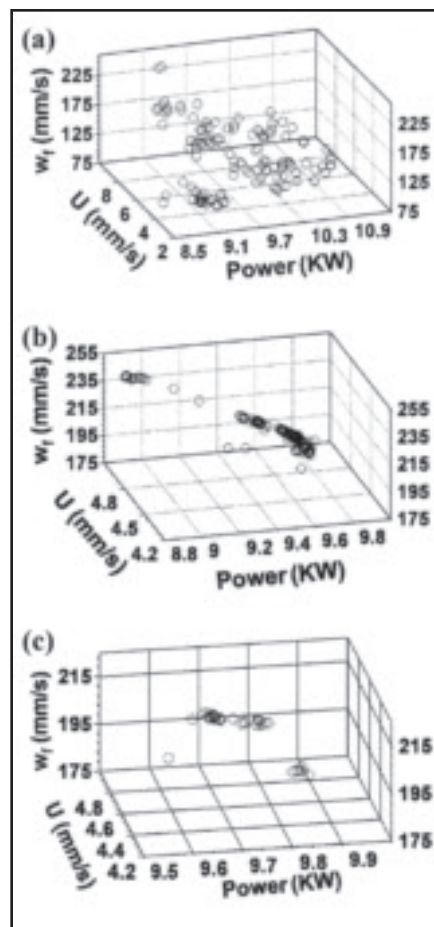 (a)
225
175
125
75
w_f (mm/s)
225
175
125
75
8
6
4
2
U (mm/s)
8.5 9.1 9.7 10.3 10.9
Power (KW)
(b)
255
235
215
195
175
w_f (mm/s)
255
235
215
195
175
4.8
4.5
4.2
U (mm/s)
8.8 9 9.2 9.4 9.6 9.8
Power (KW)
(c)
215
195
175
w_f (mm/s)
215
195
175
4.8
4.6
4.4
4.2
U (mm/s)
9.5 9.6 9.7 9.8 9.9
Power (KW)